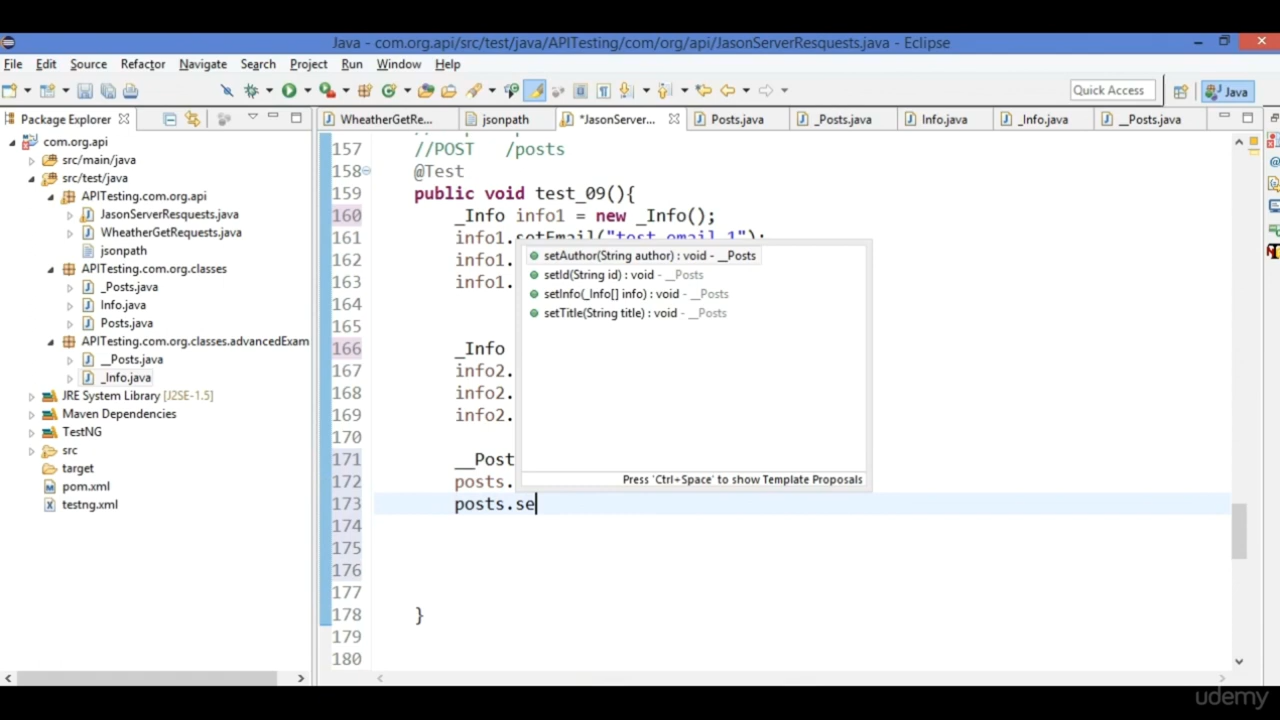 Java - com.org.api/src/test/java/APITesting/com/org/api/JasonServerResquests.java - Eclipse
File Edit Source Refactor Navigate Search Project Run Window Help
Quick Access
Java
Package Explorer
WheatherGetRe...
jsonpath
*JasonServer...
Posts.java
_Posts.java
Info.java
_Info.java
__Posts.java
com.org.api
src/main/java
src/test/java
APITesting.com.org.api
JasonServerResquests.java
WheatherGetRequests.java
jsonpath
APITesting.com.org.classes
_Posts.java
Info.java
Posts.java
APITesting.com.org.classes.advancedExam
__Posts.java
_Info.java
JRE System Library [J2SE-1.5]
Maven Dependencies
TestNG
src
target
pom.xml
testng.xml
157 //POST /posts
158 @Test
159 public void test_09(){
160 _Info info1 = new _Info();
161 info1.setEmail("test email 1");
162 info1.
163 info1.
164
165
166 _Info
167 info2.
168 info2.
169 info2.
170
171 __Post
172 posts.
173 posts.se
174
175
176
177
178 }
179
180
setAuthor(String author) : void - __Posts
setId(String id) : void - __Posts
setInfo(_Info[] info) : void - __Posts
setTitle(String title) : void - __Posts
Press 'Ctrl+Space' to show Template Proposals
udemy